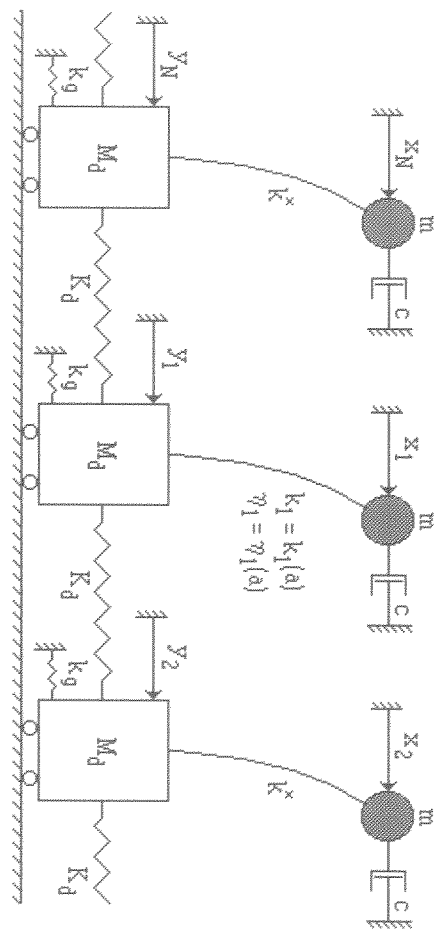 m m m
x_N c x_1 c x_2 c
k_1 = k_1(a)
k* k*
γ_1 = γ_1(a)
y_N y_1 y_2
M_d K_d M_d K_d M_d K_d
k_g k_g k_g